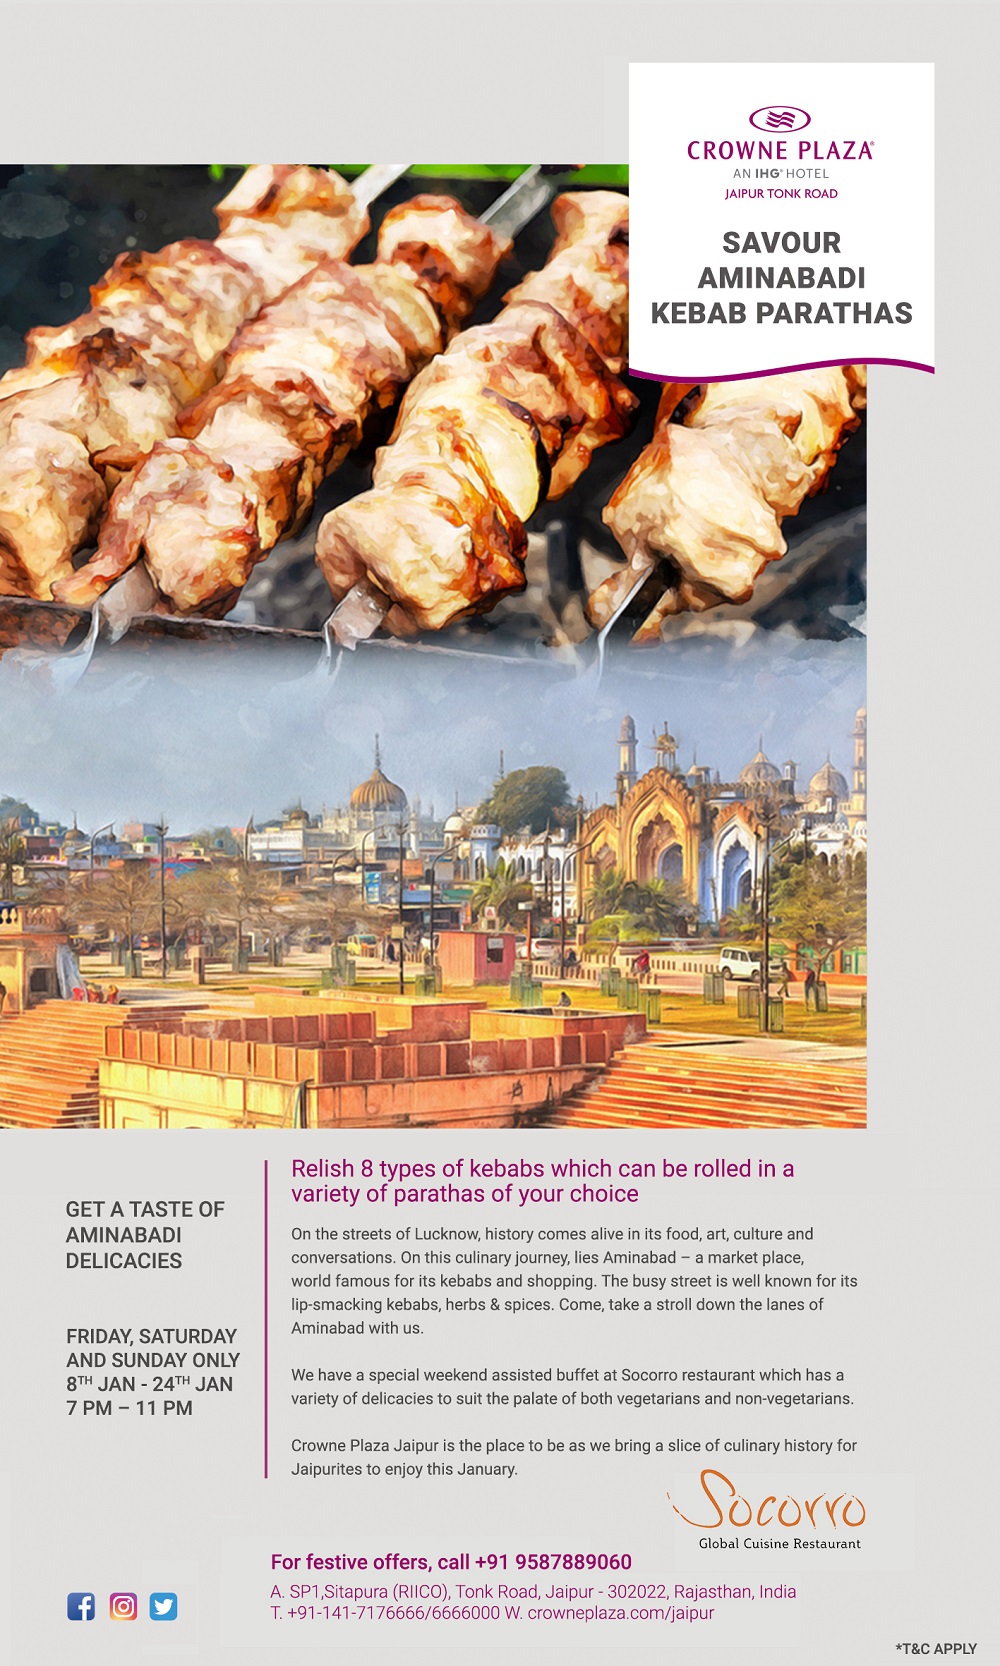 CROWNE PLAZA
AN IHG® HOTEL
JAIPUR TONK ROAD
SAVOUR
AMINABADI
KEBAB PARATHAS
GET A TASTE OF
AMINABADI
DELICACIES
FRIDAY, SATURDAY
AND SUNDAY ONLY
8TH JAN - 24TH JAN
7 PM – 11 PM
Relish 8 types of kebabs which can be rolled in a
variety of parathas of your choice
On the streets of Lucknow, history comes alive in its food, art, culture and
conversations. On this culinary journey, lies Aminabad – a market place,
world famous for its kebabs and shopping. The busy street is well known for its
lip-smacking kebabs, herbs & spices. Come, take a stroll down the lanes of
Aminabad with us.
We have a special weekend assisted buffet at Socorro restaurant which has a
variety of delicacies to suit the palate of both vegetarians and non-vegetarians.
Crowne Plaza Jaipur is the place to be as we bring a slice of culinary history for
Jaipurites to enjoy this January.
Socorro
Global Cuisine Restaurant
For festive offers, call +91 9587889060
A. SP1,Sitapura (RIICO), Tonk Road, Jaipur - 302022, Rajasthan, India
T. +91-141-7176666/6666000 W. crowneplaza.com/jaipur
*T&C APPLY